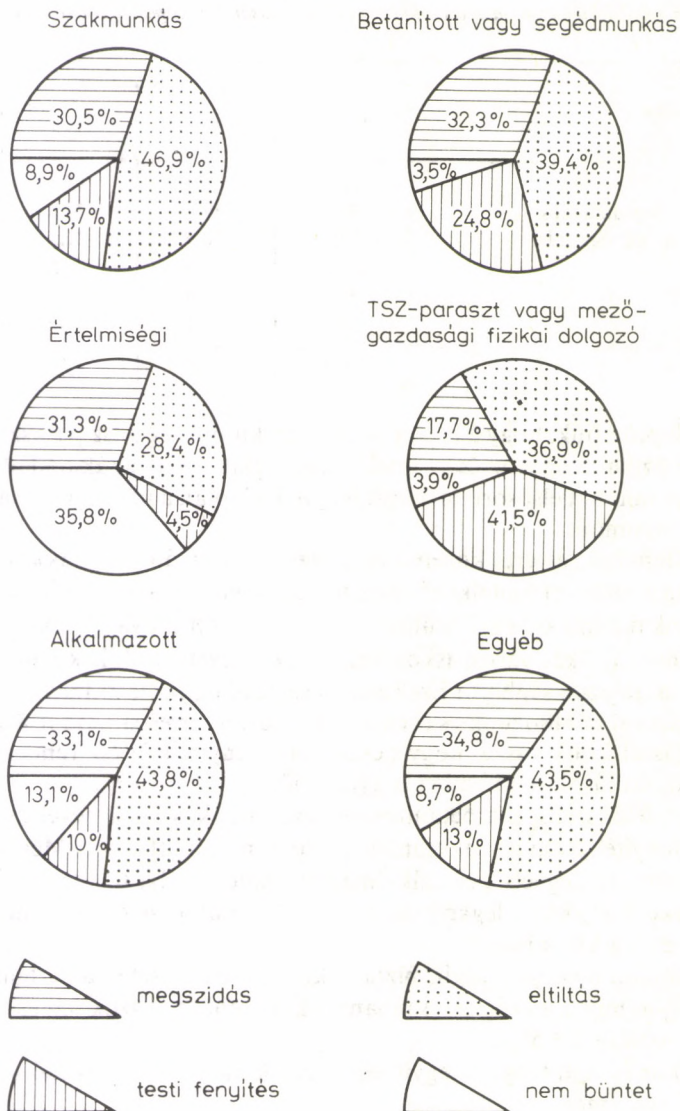 Szakmunkás
30,5%
46,9%
8,9%
13,7%
Betanított vagy segédmunkás
32,3%
39,4%
3,5%
24,8%
Értelmiségi
31,3%
28,4%
35,8%
4,5%
TSZ-paraszt vagy mező-
gazdasági fizikai dolgozó
17,7%
36,9%
3,9%
41,5%
Alkalmazott
33,1%
43,8%
13,1%
10%
Egyéb
34,8%
43,5%
8,7%
13%
megszidás
eltiltás
testi fenyítés
nem büntet